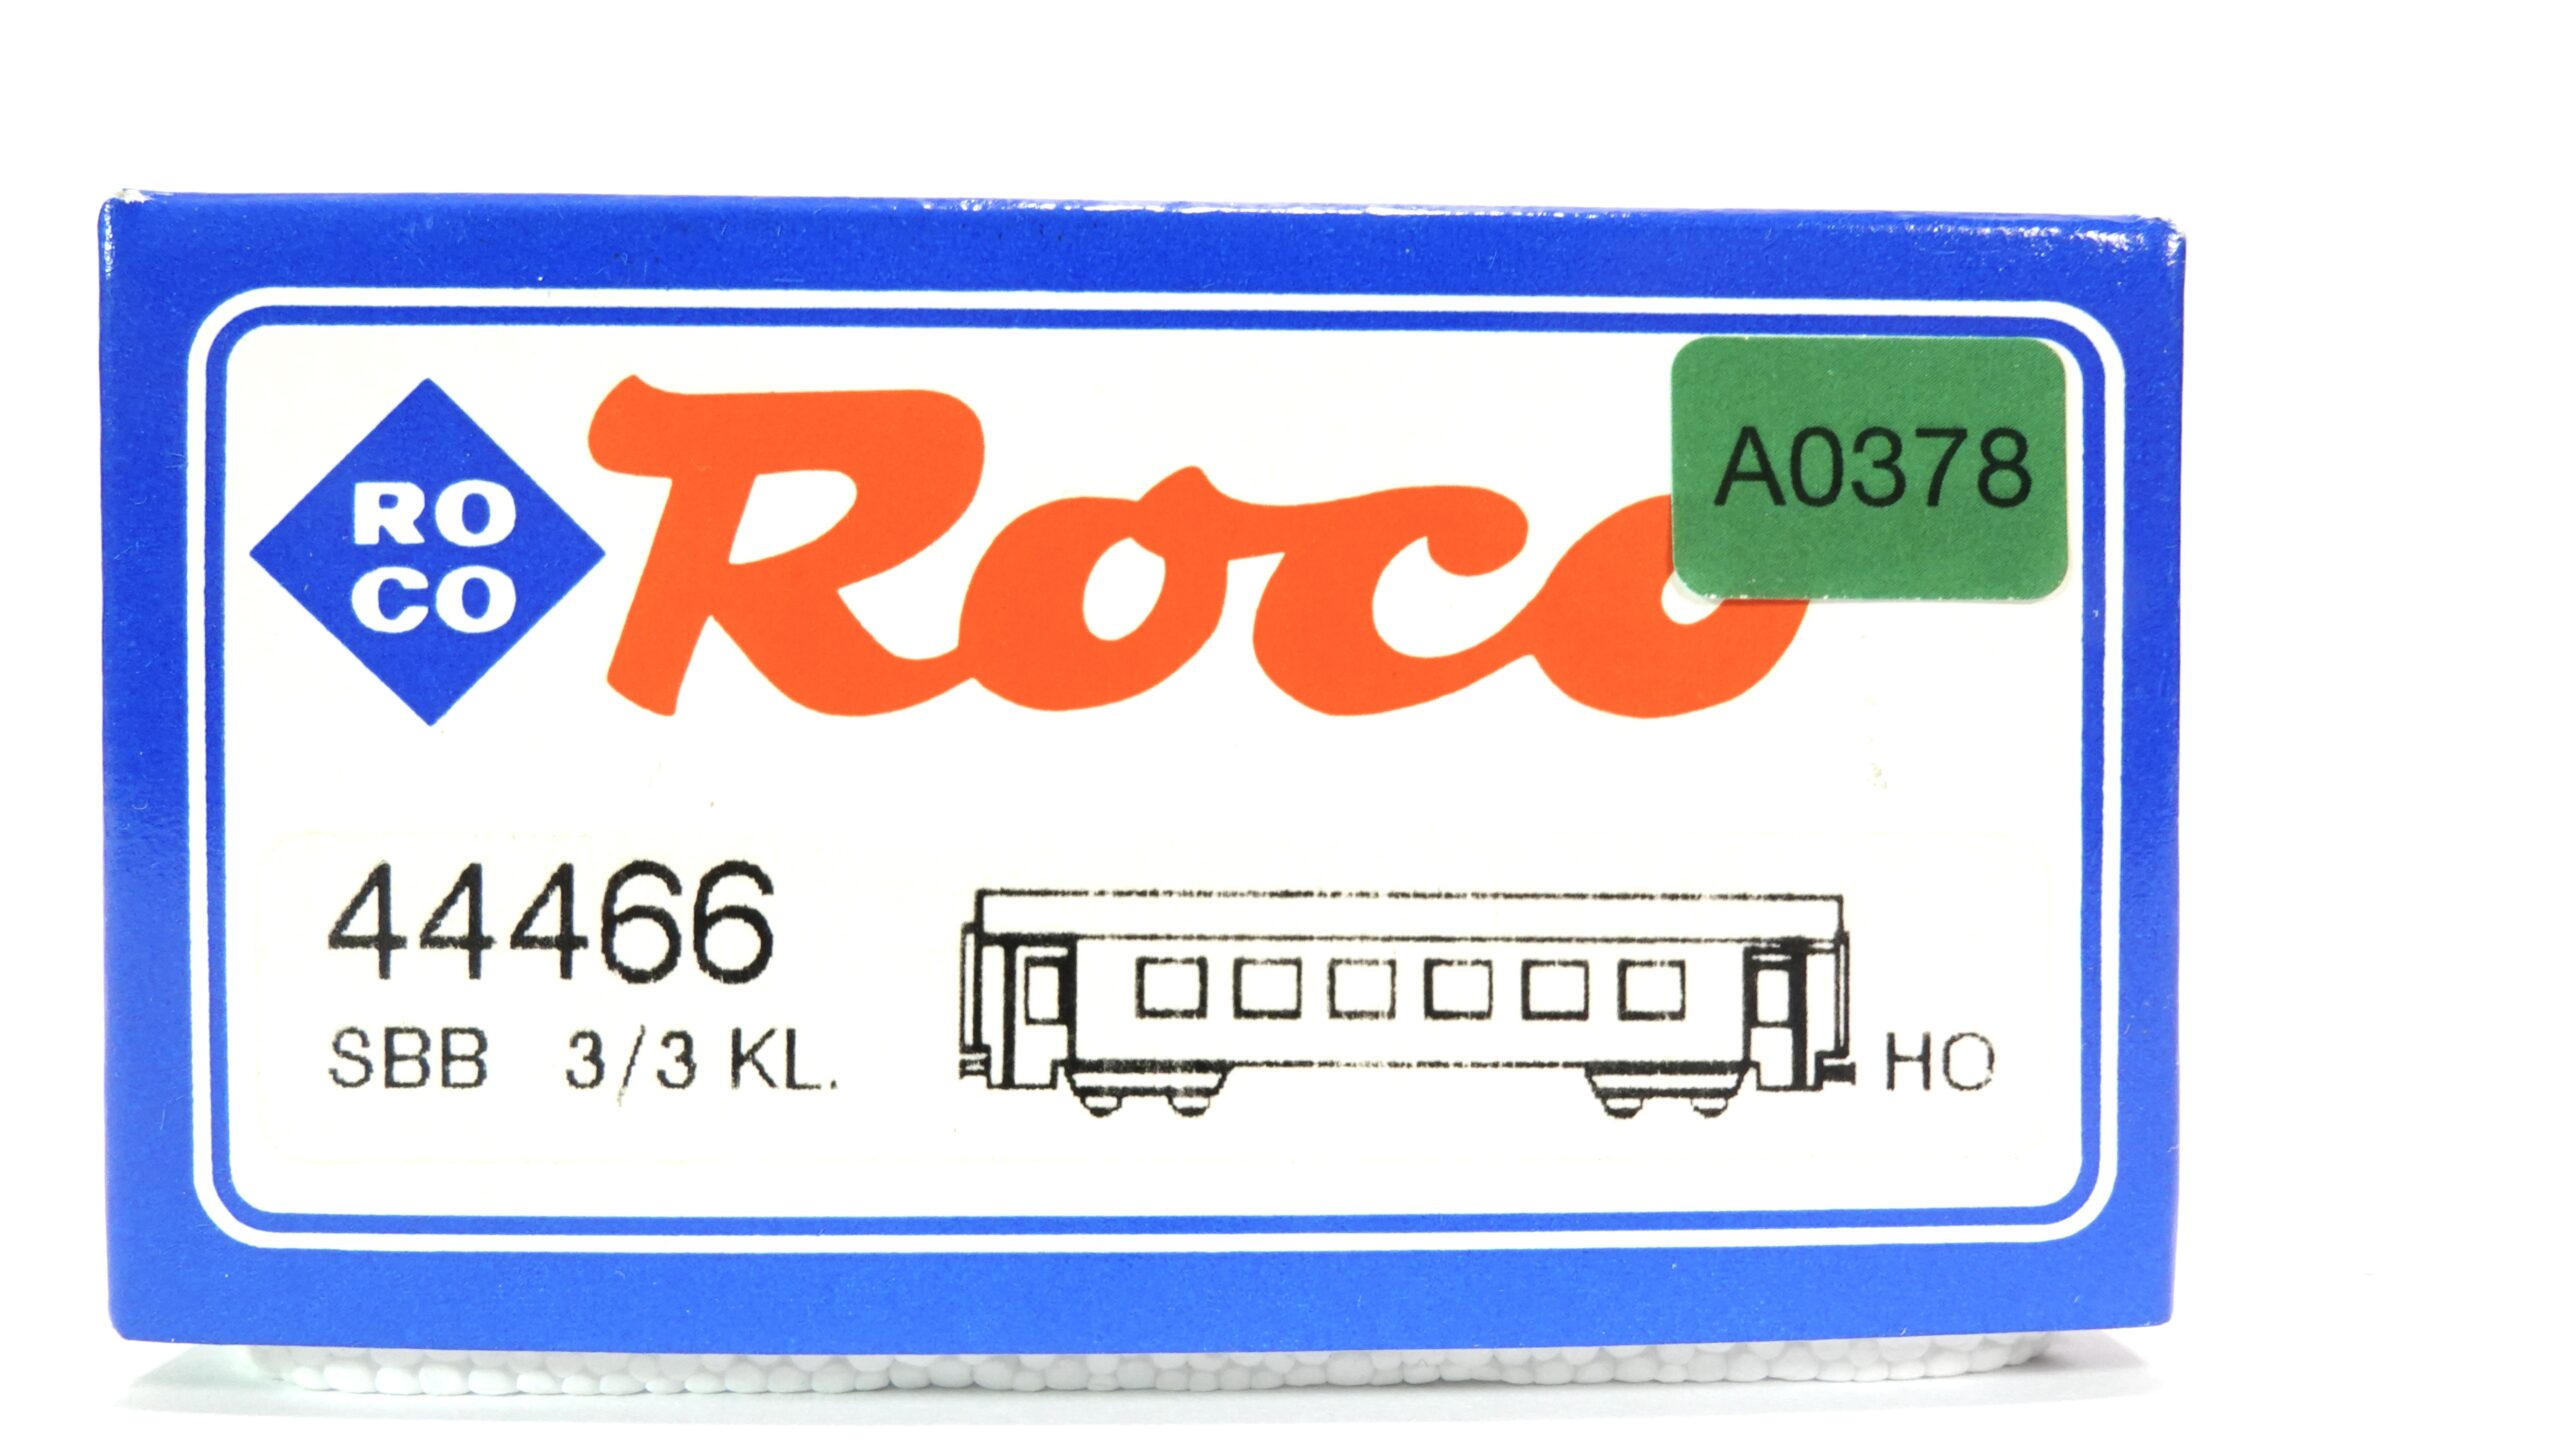 RO
CO
Roco
A0378
44466
SBB 3/3 KL.
HO